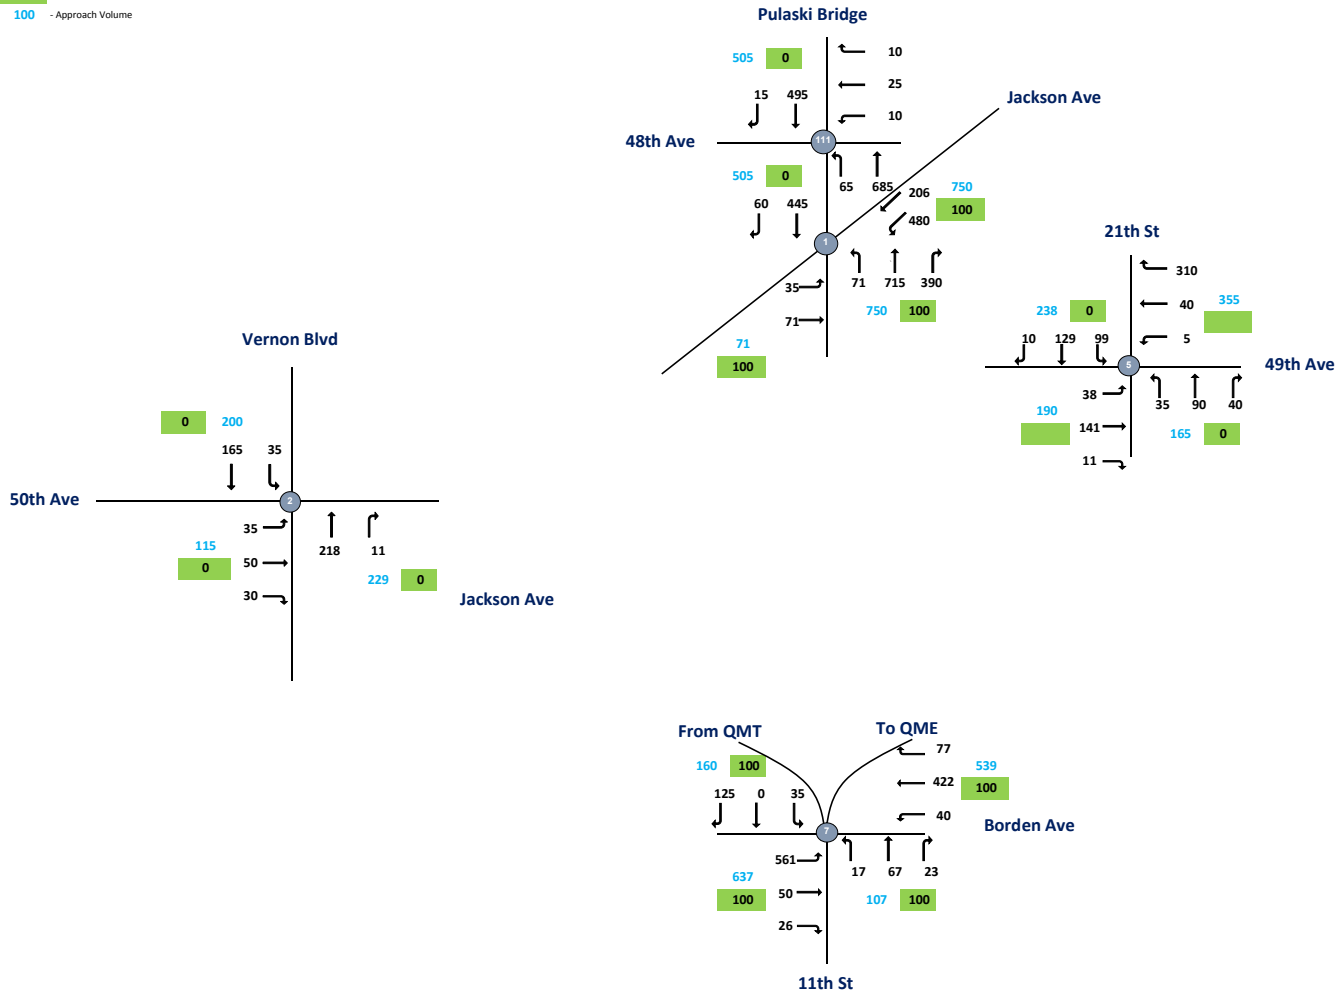 100 - Approach Volume
Pulaski Bridge
505 0
10
25
15 495
10
Jackson Ave
48th Ave
111
505 0
65 685
206
750
60 445
480
100
1
71 715 390
35
750 100
71
71
100
21th St
310
238 0
40
355
10 129 99
5
5
49th Ave
38
35 90 40
190
141
165 0
11
Vernon Blvd
0 200
165 35
50th Ave
2
35
218 11
115
0
50
229 0
30
Jackson Ave
From QMT
To QME
77
160 100
539
422
100
125 0 35
40
Borden Ave
7
561
17 67 23
637
100
50
107 100
26
11th St